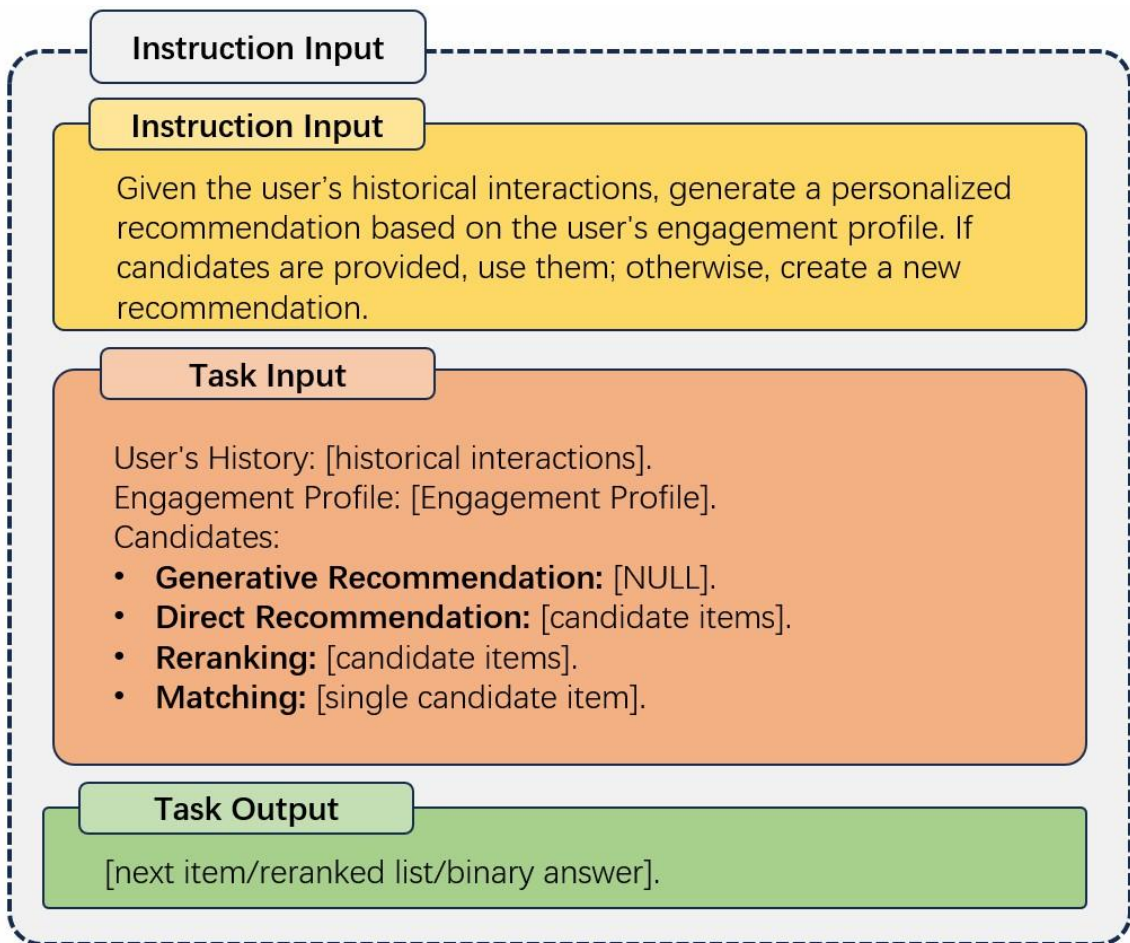 Instruction Input
Instruction Input
Given the user’s historical interactions, generate a personalized
recommendation based on the user's engagement profile. If
candidates are provided, use them; otherwise, create a new
recommendation.
Task Input
User's History: [historical interactions].
Engagement Profile: [Engagement Profile].
Candidates:
• Generative Recommendation: [NULL].
• Direct Recommendation: [candidate items].
• Reranking: [candidate items].
• Matching: [single candidate item].
Task Output
[next item/reranked list/binary answer].